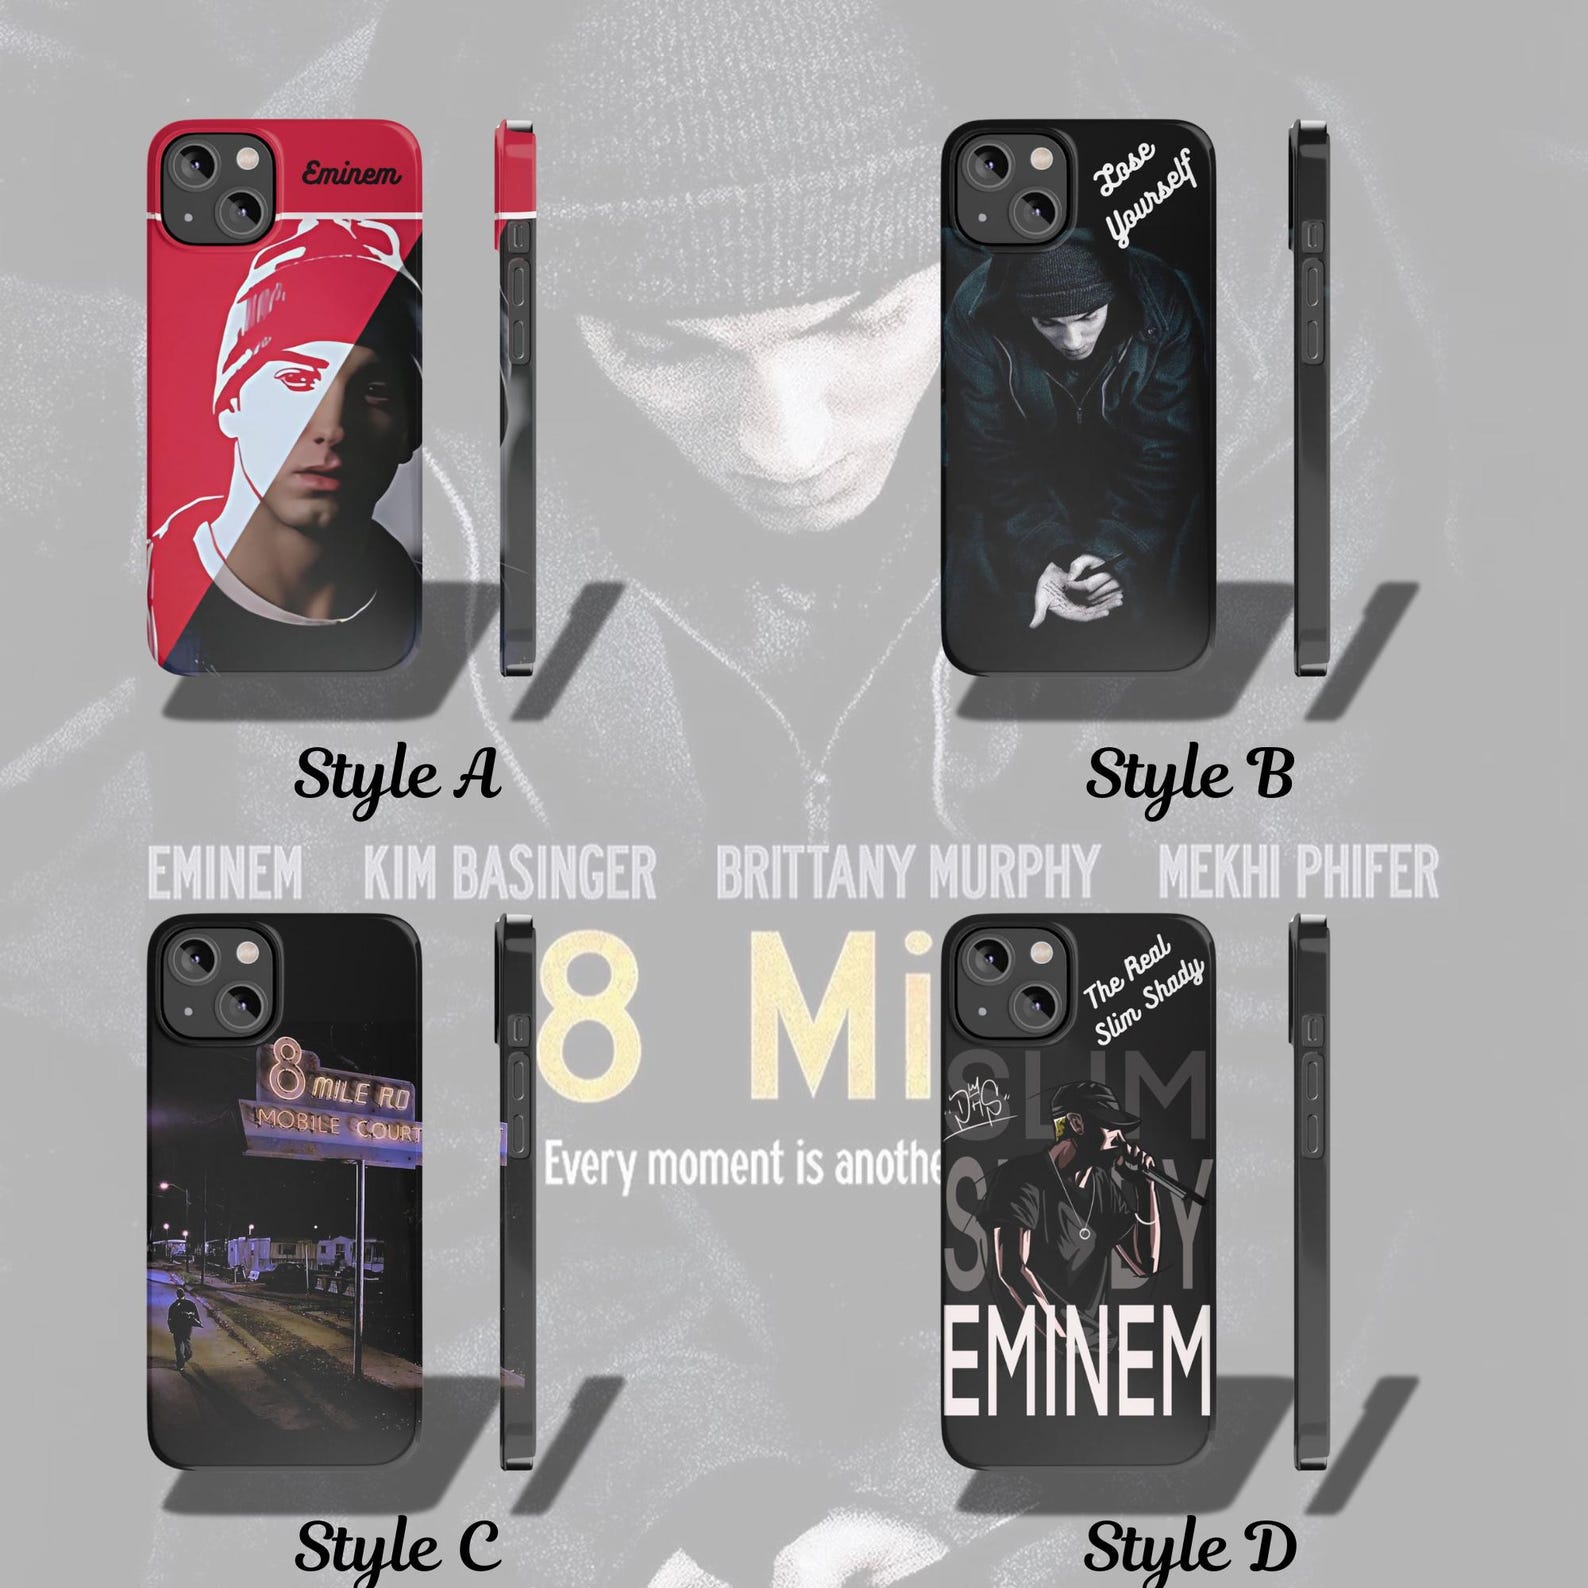 Eminem
Lose
Yourself
Style A
Style B
EMINEM KIM BASINGER BRITTANY MURPHY MEKHI PHIFER
8 Mi
Every moment is anothe
8 MILE RD
MOBILE COURT
The Real
Slim Shady
SLIM
EMINEM
Style C
Style D